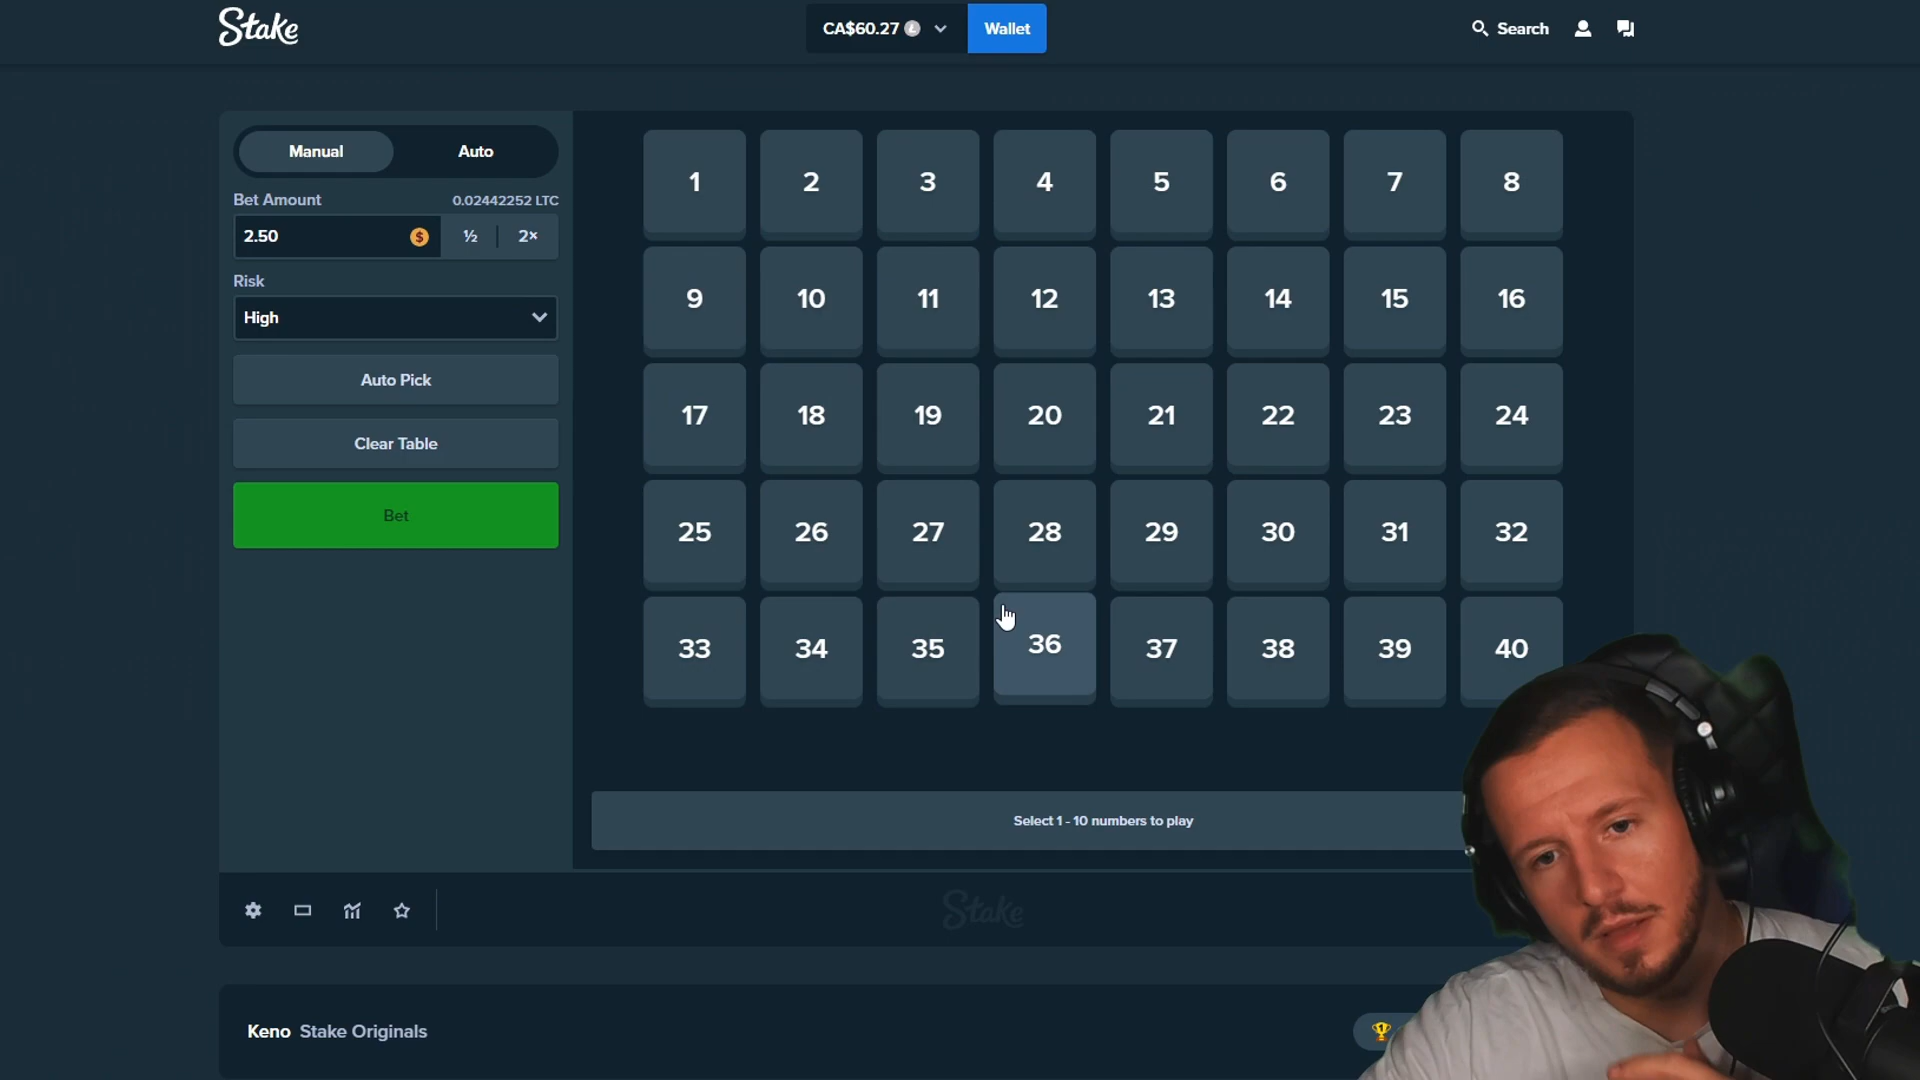 Stake
CA$60.27
Wallet
Search
Manual
Auto
Bet Amount
0.02442252 LTC
2.50
½
2×
Risk
High
Auto Pick
Clear Table
Bet
1 2 3 4 5 6 7 8
9 10 11 12 13 14 15 16
17 18 19 20 21 22 23 24
25 26 27 28 29 30 31 32
33 34 35 36 37 38 39 40
Select 1 - 10 numbers to play
Stake
Keno Stake Originals